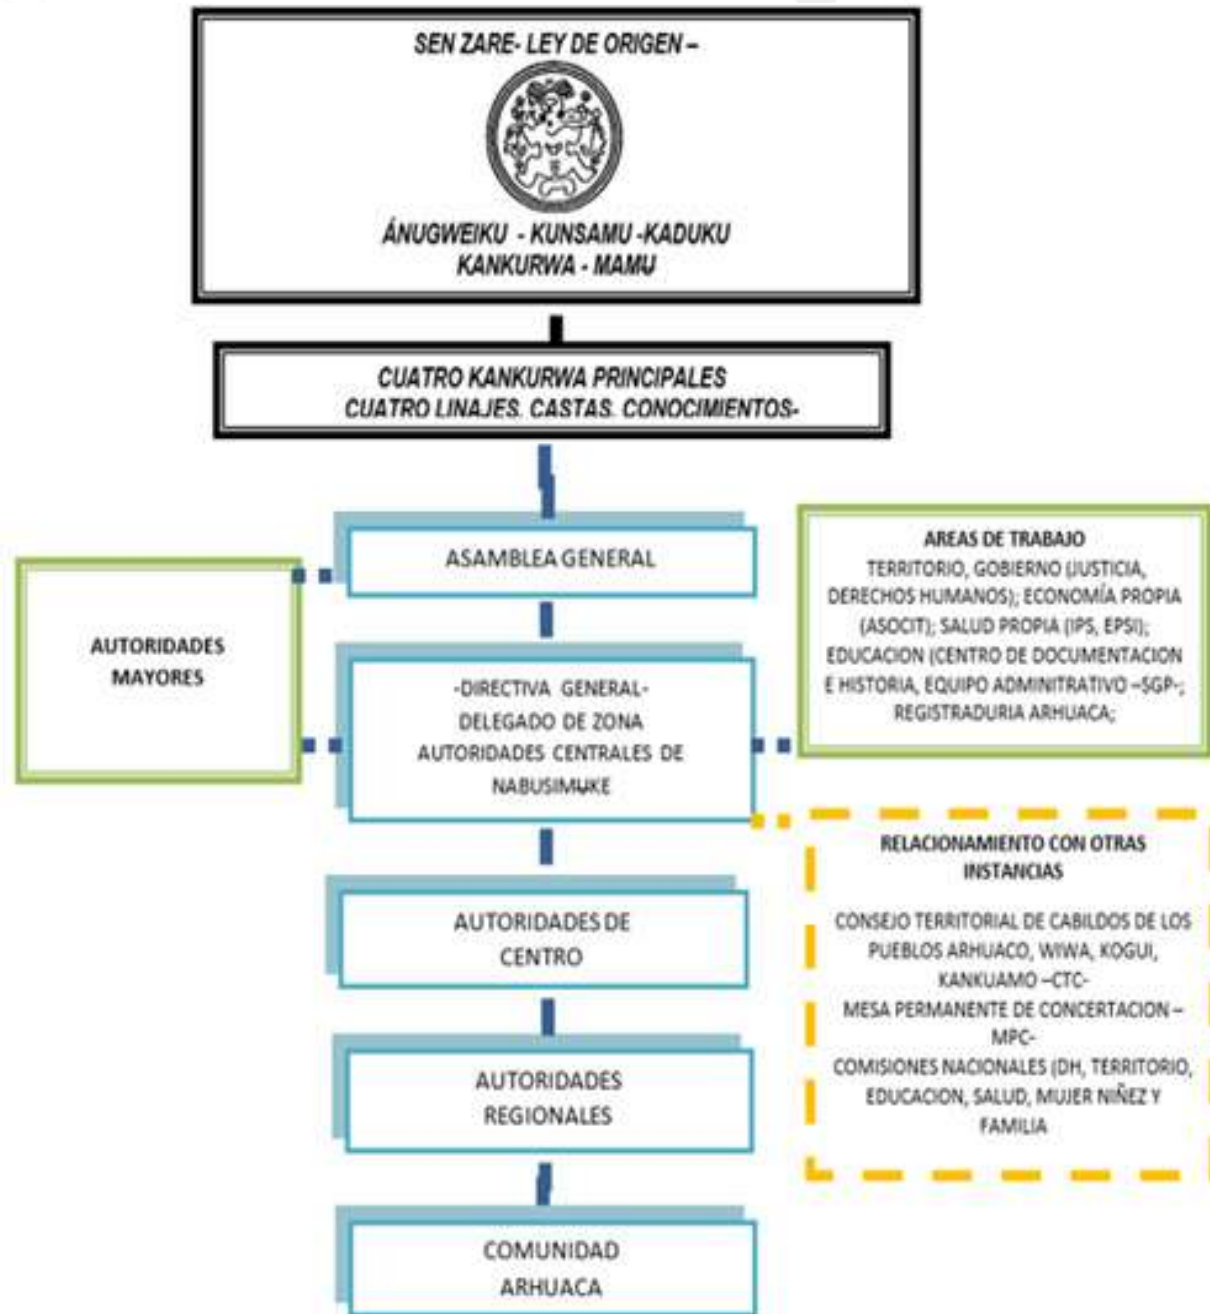 SEN ZARE- LEY DE ORIGEN –
ÁNUGWEIKU - KUNSAMU -KADUKU
KANKURWA - MAMʉ
CUATRO KANKURWA PRINCIPALES
CUATRO LINAJES. CASTAS. CONOCIMIENTOS-
ASAMBLEA GENERAL
AUTORIDADES
MAYORES
-DIRECTIVA GENERAL-
DELEGADO DE ZONA
AUTORIDADES CENTRALES DE
NABUSIMɄKE
AREAS DE TRABAJO
TERRITORIO, GOBIERNO (JUSTICIA,
DERECHOS HUMANOS); ECONOMÍA PROPIA
(ASOCIT); SALUD PROPIA (IPS, EPSI);
EDUCACION (CENTRO DE DOCUMENTACION
E HISTORIA, EQUIPO ADMINISTRATIVO –SGP-;
REGISTRADURIA ARHUACA;
RELACIONAMIENTO CON OTRAS
INSTANCIAS
CONSEJO TERRITORIAL DE CABILDOS DE LOS
PUEBLOS ARHUACO, WIWA, KOGUI,
KANKUAMO –CTC-
MESA PERMANENTE DE CONCERTACION –
MPC-
COMISIONES NACIONALES (DH, TERRITORIO,
EDUCACION, SALUD, MUJER NIÑEZ Y
FAMILIA
AUTORIDADES DE
CENTRO
AUTORIDADES
REGIONALES
COMUNIDAD
ARHUACA